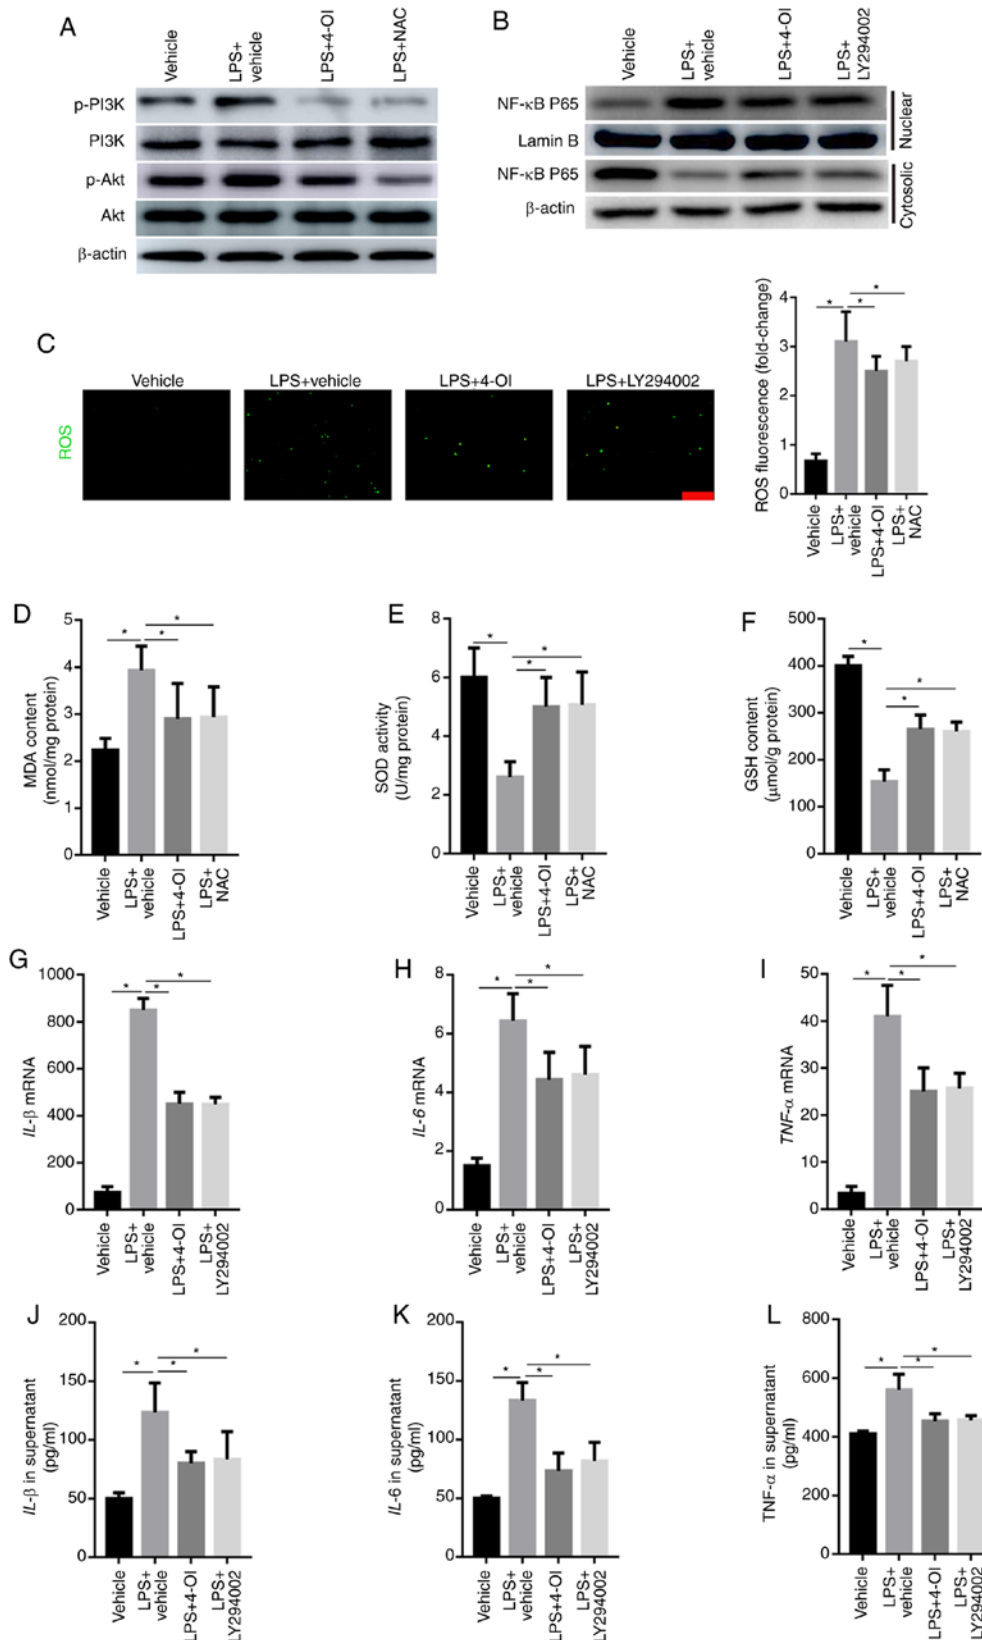 A
Vehicle
LPS+
vehicle
LPS+4-OI
LPS+NAC
p-PI3K
PI3K
p-Akt
Akt
β-actin
B
Vehicle
LPS+
vehicle
LPS+4-OI
LPS+
LY294002
NF-κB P65
Lamin B
NF-κB P65
β-actin
Nuclear
Cytosolic
C
Vehicle
LPS+vehicle
LPS+4-OI
LPS+LY294002
ROS
ROS fluorescence (fold-change)
4
3
2
1
0
* * *
Vehicle
LPS+
vehicle
LPS+4-OI
LPS+
NAC
D
MDA content
(nmol/mg protein)
5
4
3
2
1
0
* * *
Vehicle
LPS+
vehicle
LPS+4-OI
LPS+
NAC
E
SOD activity
(U/mg protein)
8
6
4
2
0
* * *
Vehicle
LPS+
vehicle
LPS+4-OI
LPS+
NAC
F
GSH content
(μmol/g protein)
500
400
300
200
100
0
* * *
Vehicle
LPS+
vehicle
LPS+4-OI
LPS+
NAC
G
IL-β mRNA
1000
800
600
400
200
0
* * *
Vehicle
LPS+
vehicle
LPS+4-OI
LPS+
LY294002
H
IL-6 mRNA
8
6
4
2
0
* * *
Vehicle
LPS+
vehicle
LPS+4-OI
LPS+
LY294002
I
TNF-α mRNA
50
40
30
20
10
0
* * *
Vehicle
LPS+
vehicle
LPS+4-OI
LPS+
LY294002
J
IL-β in supernatant
(pg/ml)
200
150
100
50
0
* * *
Vehicle
LPS+
vehicle
LPS+4-OI
LPS+
LY294002
K
IL-6 in supernatant
(pg/ml)
200
150
100
50
0
* * *
Vehicle
LPS+
vehicle
LPS+4-OI
LPS+
LY294002
L
TNF-α in supernatant
(pg/ml)
800
600
400
200
0
* * *
Vehicle
LPS+
vehicle
LPS+4-OI
LPS+
LY294002